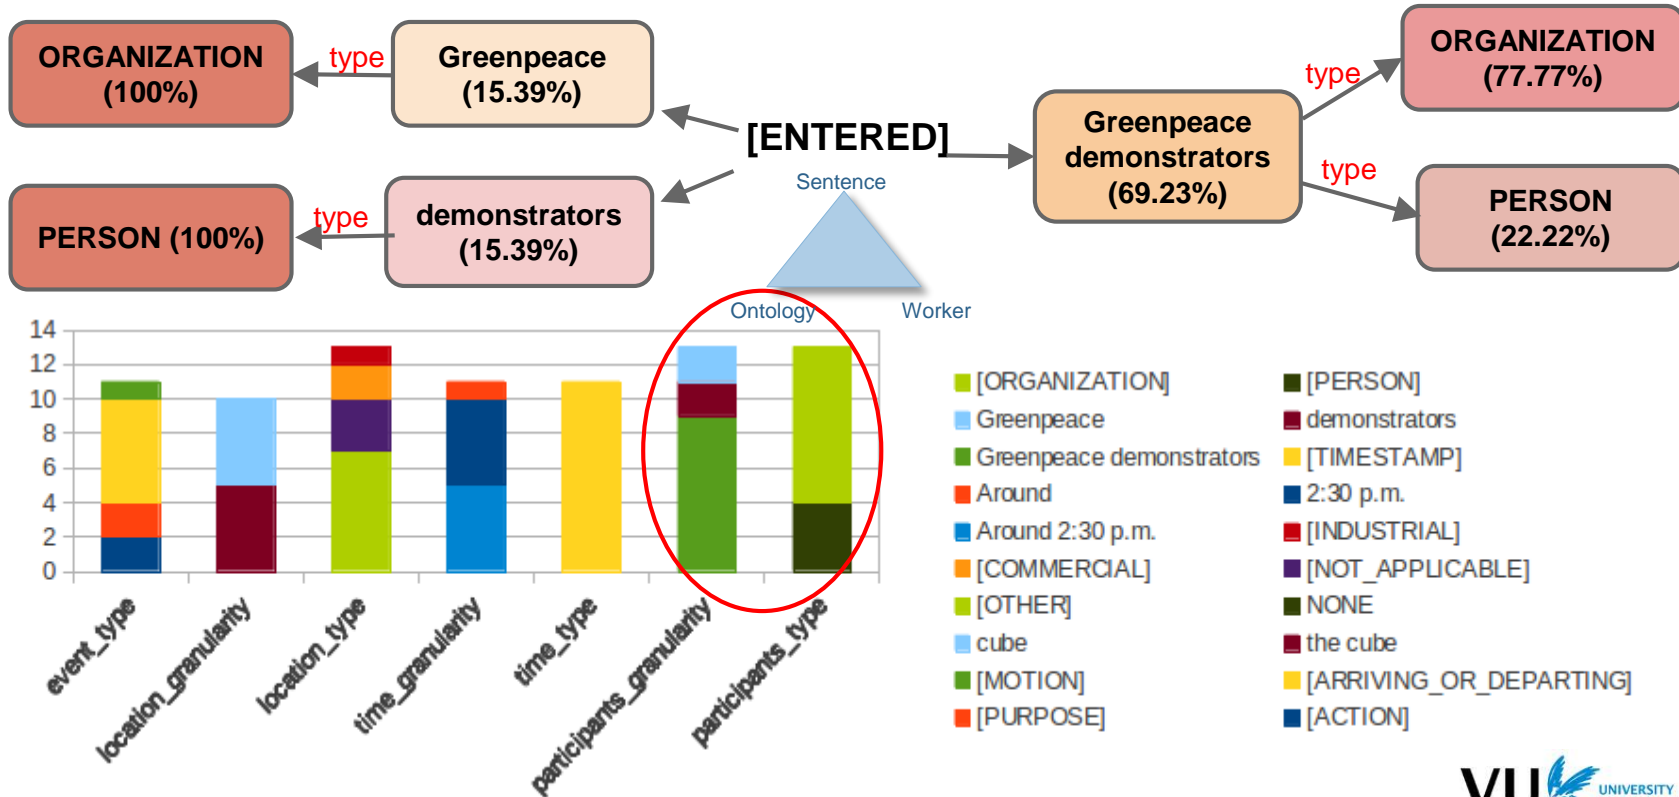 ORGANIZATION
(100%)
type
Greenpeace
(15.39%)
[ENTERED]
Greenpeace
demonstrators
(69.23%)
type
ORGANIZATION
(77.77%)
type
PERSON
(22.22%)
PERSON (100%)
type
demonstrators
(15.39%)
Sentence
Ontology
Worker
14
12
10
8
6
4
2
0
event_type
location_granularity
location_type
time_granularity
time_type
participants_granularity
participants_type
[ORGANIZATION]
[PERSON]
Greenpeace
demonstrators
Greenpeace demonstrators
[TIMESTAMP]
Around
2:30 p.m.
Around 2:30 p.m.
[INDUSTRIAL]
[COMMERCIAL]
[NOT_APPLICABLE]
[OTHER]
NONE
cube
the cube
[MOTION]
[ARRIVING_OR_DEPARTING]
[PURPOSE]
[ACTION]
VU
UNIVERSITY